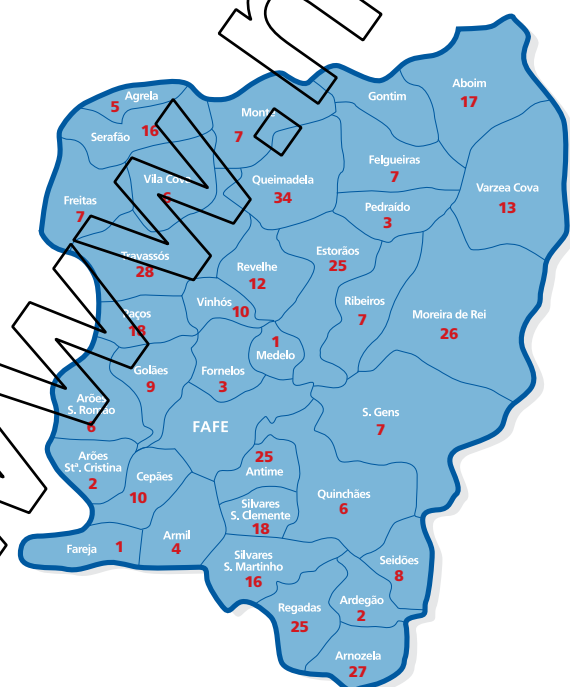 Agrela
5
Serafão
16
Monte
7
Gontim
Aboim
17
Freitas
7
Vila Cova
6
Queimadela
34
Felgueiras
7
Pedraído
3
Varzea Cova
13
Travassós
28
Revelhe
12
Estorãos
25
Paços
18
Vinhós
10
Ribeiros
7
Moreira de Rei
26
1
Medelo
Golães
9
Fornelos
3
Arões
S. Romão
6
FAFE
S. Gens
7
Arões
Stª. Cristina
2
Cepães
10
25
Antime
Silvares
S. Clemente
18
Quinchães
6
Fareja
1
Armil
4
Silvares
S. Martinho
16
Seidões
8
Regadas
25
Ardegão
2
Arnozela
27